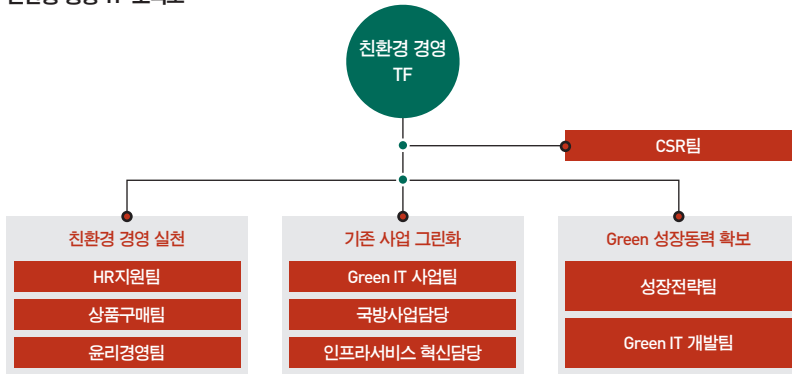 친환경 경영
TF
CSR팀
친환경 경영 실천
HR지원팀
상품구매팀
윤리경영팀
기존 사업 그린화
Green IT 사업팀
국방사업담당
인프라서비스 혁신담당
Green 성장동력 확보
성장전략팀
Green IT 개발팀